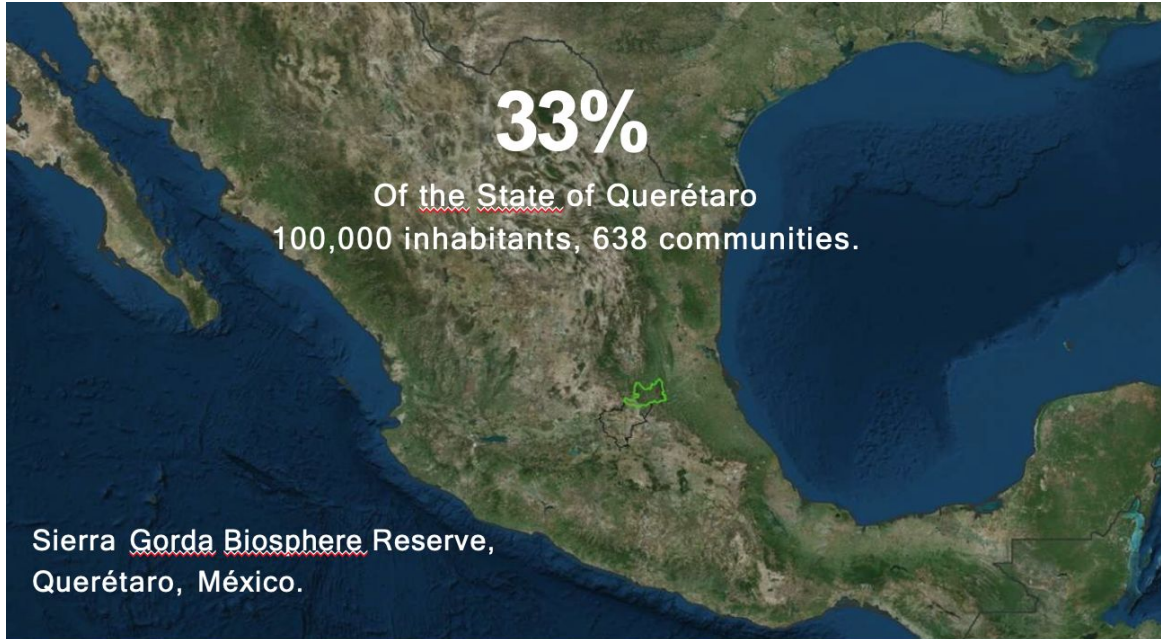 33%
Of the State of Querétaro
100,000 inhabitants, 638 communities.
Sierra Gorda Biosphere Reserve,
Querétaro, México.